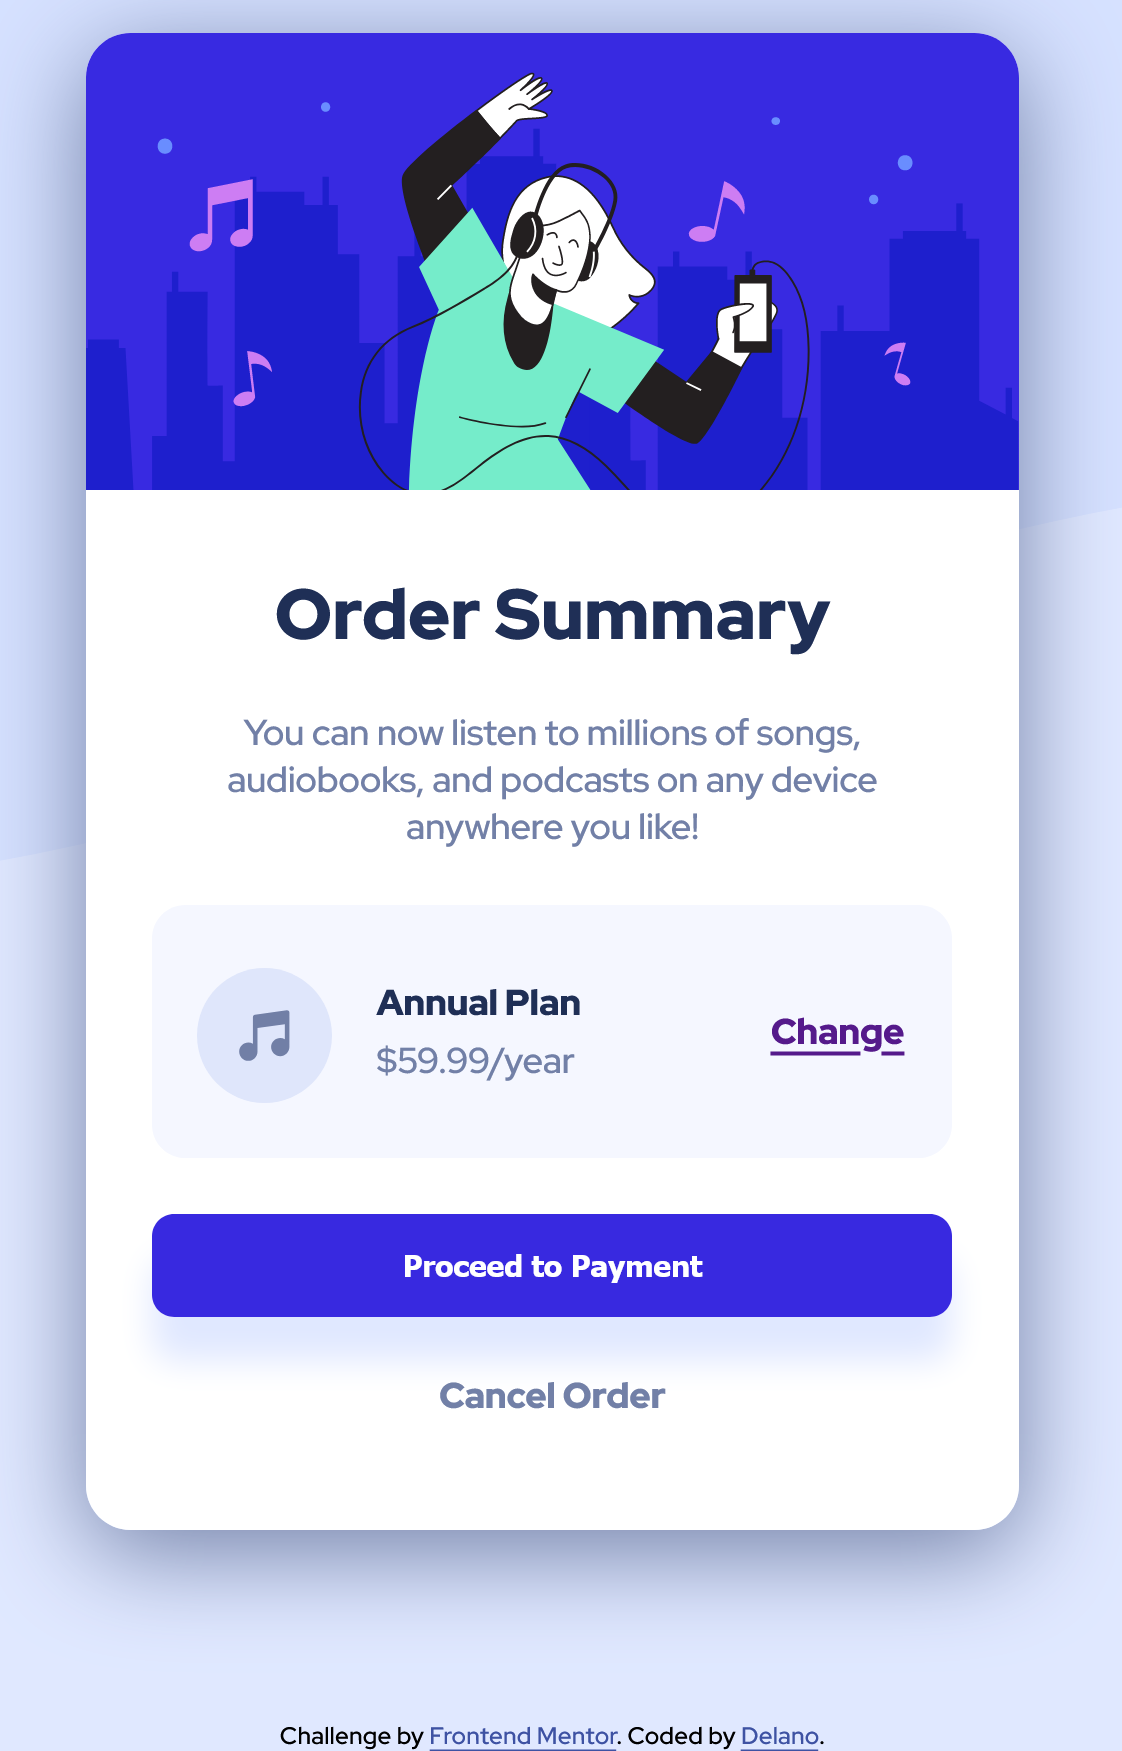 Order Summary
You can now listen to millions of songs,
audiobooks, and podcasts on any device
anywhere you like!
Annual Plan
$59.99/year
Change
Proceed to Payment
Cancel Order
Challenge by Frontend Mentor. Coded by Delano.